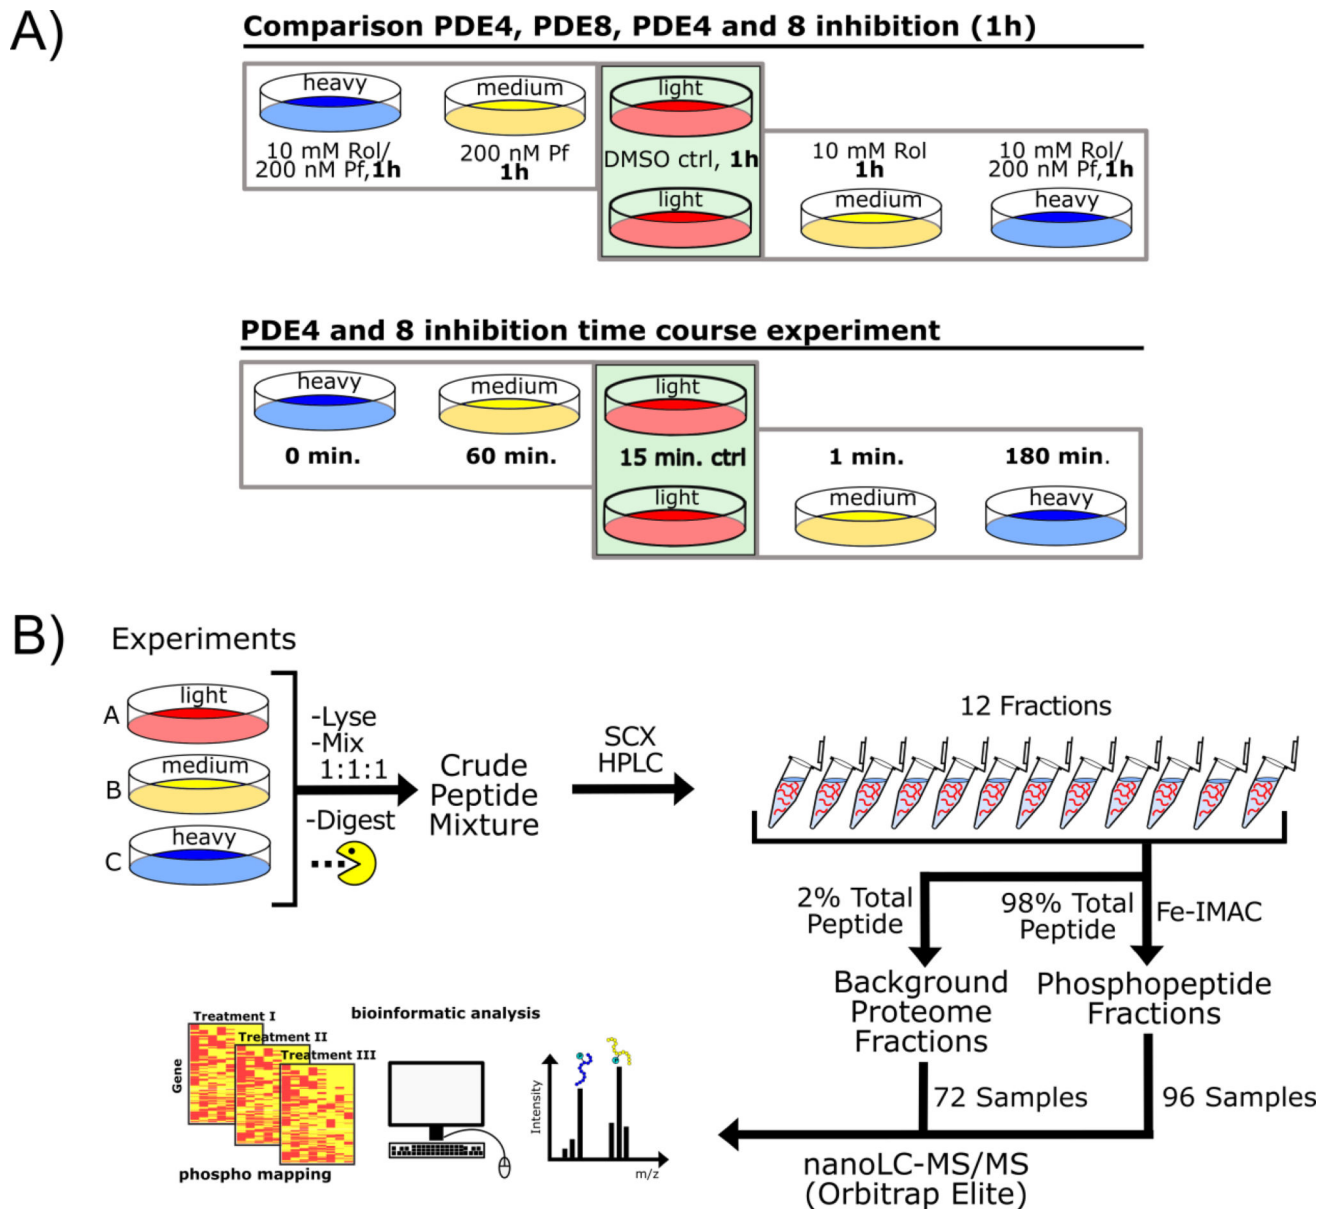 A)
Comparison PDE4, PDE8, PDE4 and 8 inhibition (1h)
heavy
10 mM Rol/
200 nM Pf,1h
medium
200 nM Pf
1h
light
DMSO ctrl, 1h
light
10 mM Rol
1h
medium
10 mM Rol/
200 nM Pf,1h
heavy
PDE4 and 8 inhibition time course experiment
heavy
0 min.
medium
60 min.
light
15 min. ctrl
light
1 min.
medium
180 min.
heavy
B)
Experiments
A
light
B
medium
C
heavy
-Lyse
-Mix
1:1:1
-Digest
Crude
Peptide
Mixture
SCX
HPLC
12 Fractions
2% Total
Peptide
98% Total
Peptide
Fe-IMAC
Background
Proteome
Fractions
Phosphopeptide
Fractions
72 Samples
96 Samples
nanoLC-MS/MS
(Orbitrap Elite)
Treatment I
Treatment II
Treatment III
Gene
phospho mapping
bioinformatic analysis
Intensity
m/z